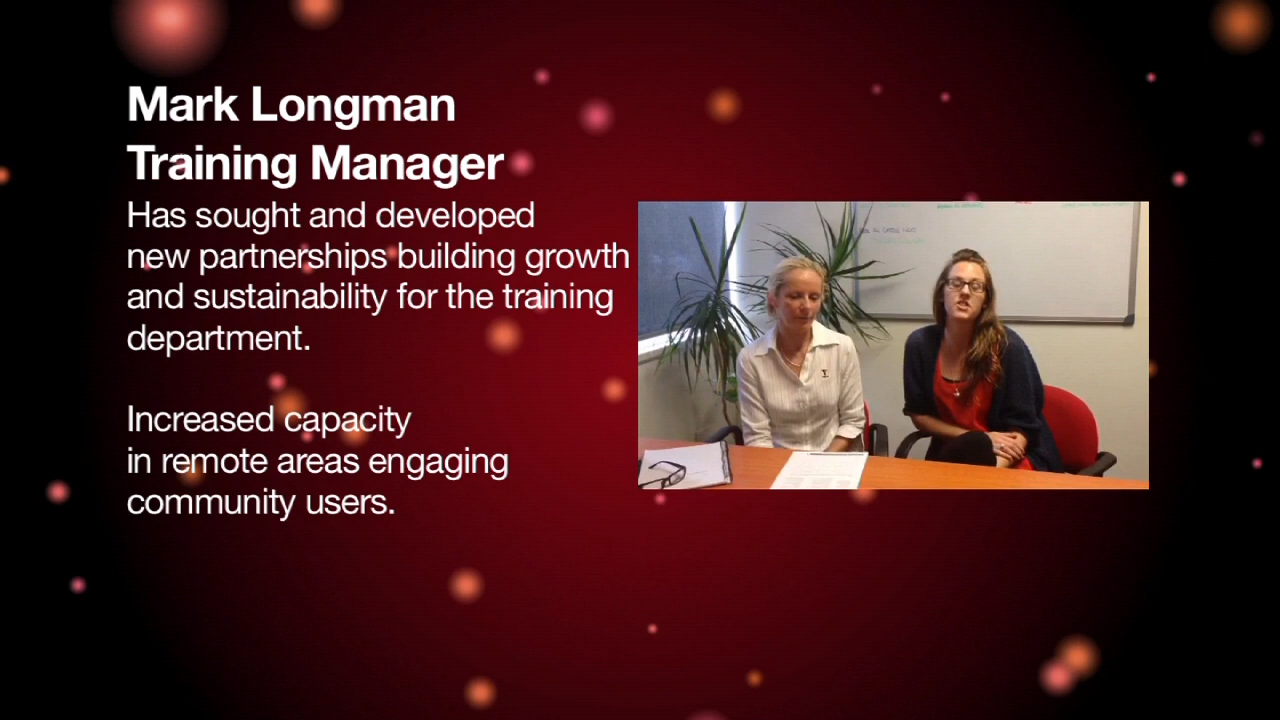 Mark Longman
Training Manager
Has sought and developed
new partnerships building growth
and sustainability for the training
department.
Increased capacity
in remote areas engaging
community users.